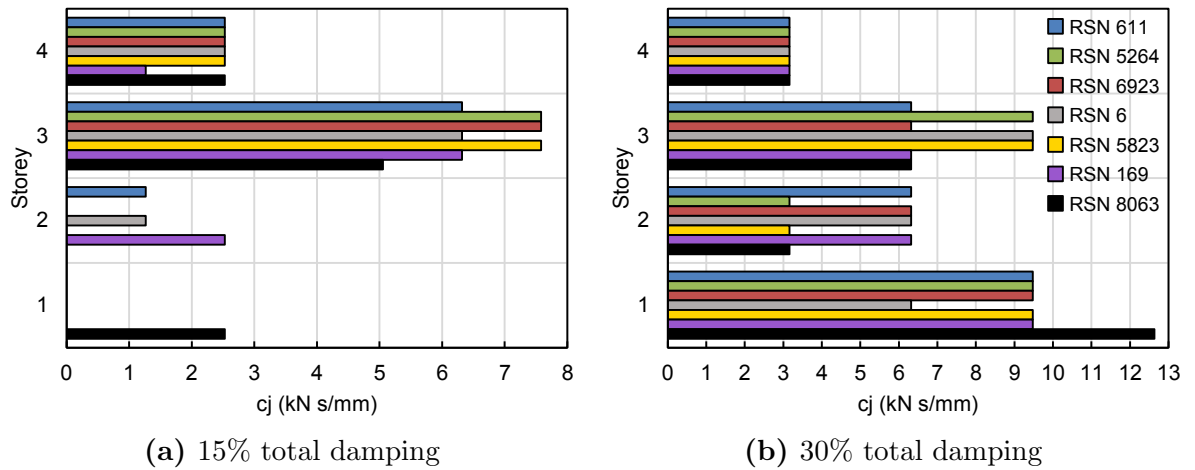 4
3
2
1
Storey
0 1 2 3 4 5 6 7 8
cj (kN s/mm)
(a) 15% total damping
4
3
2
1
Storey
RSN 611
RSN 5264
RSN 6923
RSN 6
RSN 5823
RSN 169
RSN 8063
0 1 2 3 4 5 6 7 8 9 10 11 12 13
cj (kN s/mm)
(b) 30% total damping